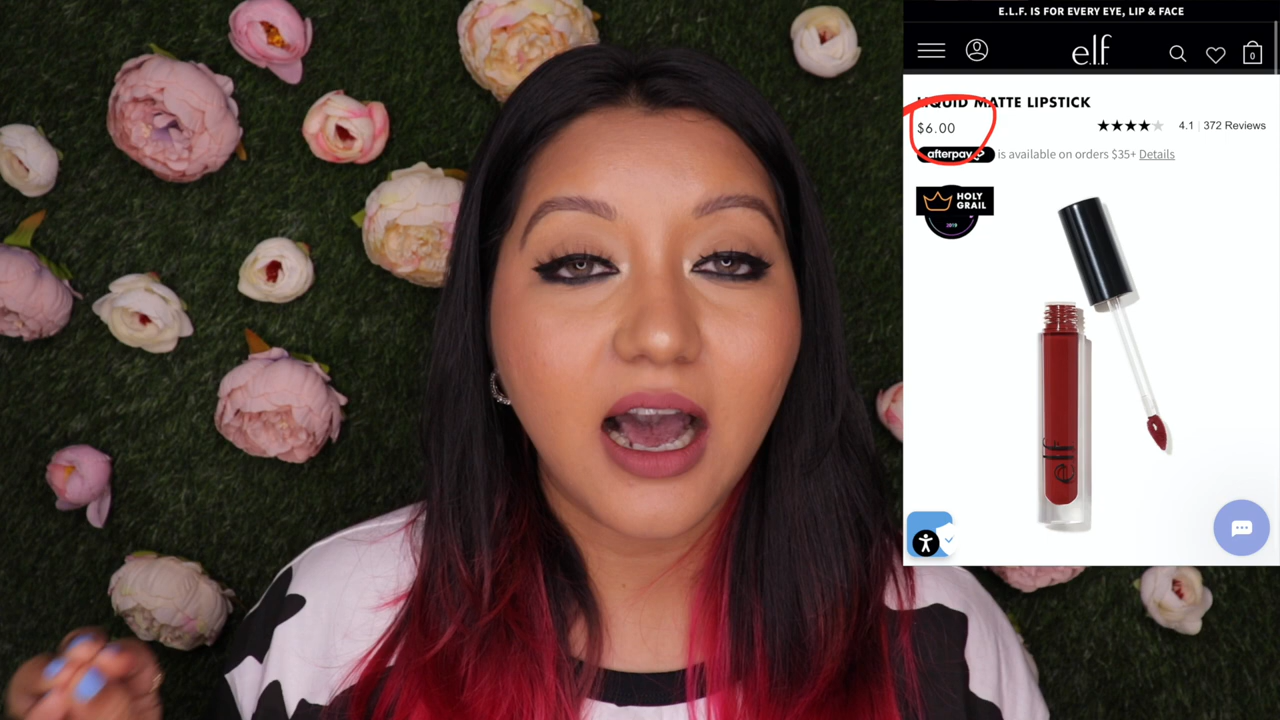 E.L.F. IS FOR EVERY EYE, LIP & FACE
e.l.f.
0
LIQUID MATTE LIPSTICK
$6.00
4.1 | 372 Reviews
afterpay is available on orders $35+ Details
HOLY
GRAIL
2019
e.l.f.